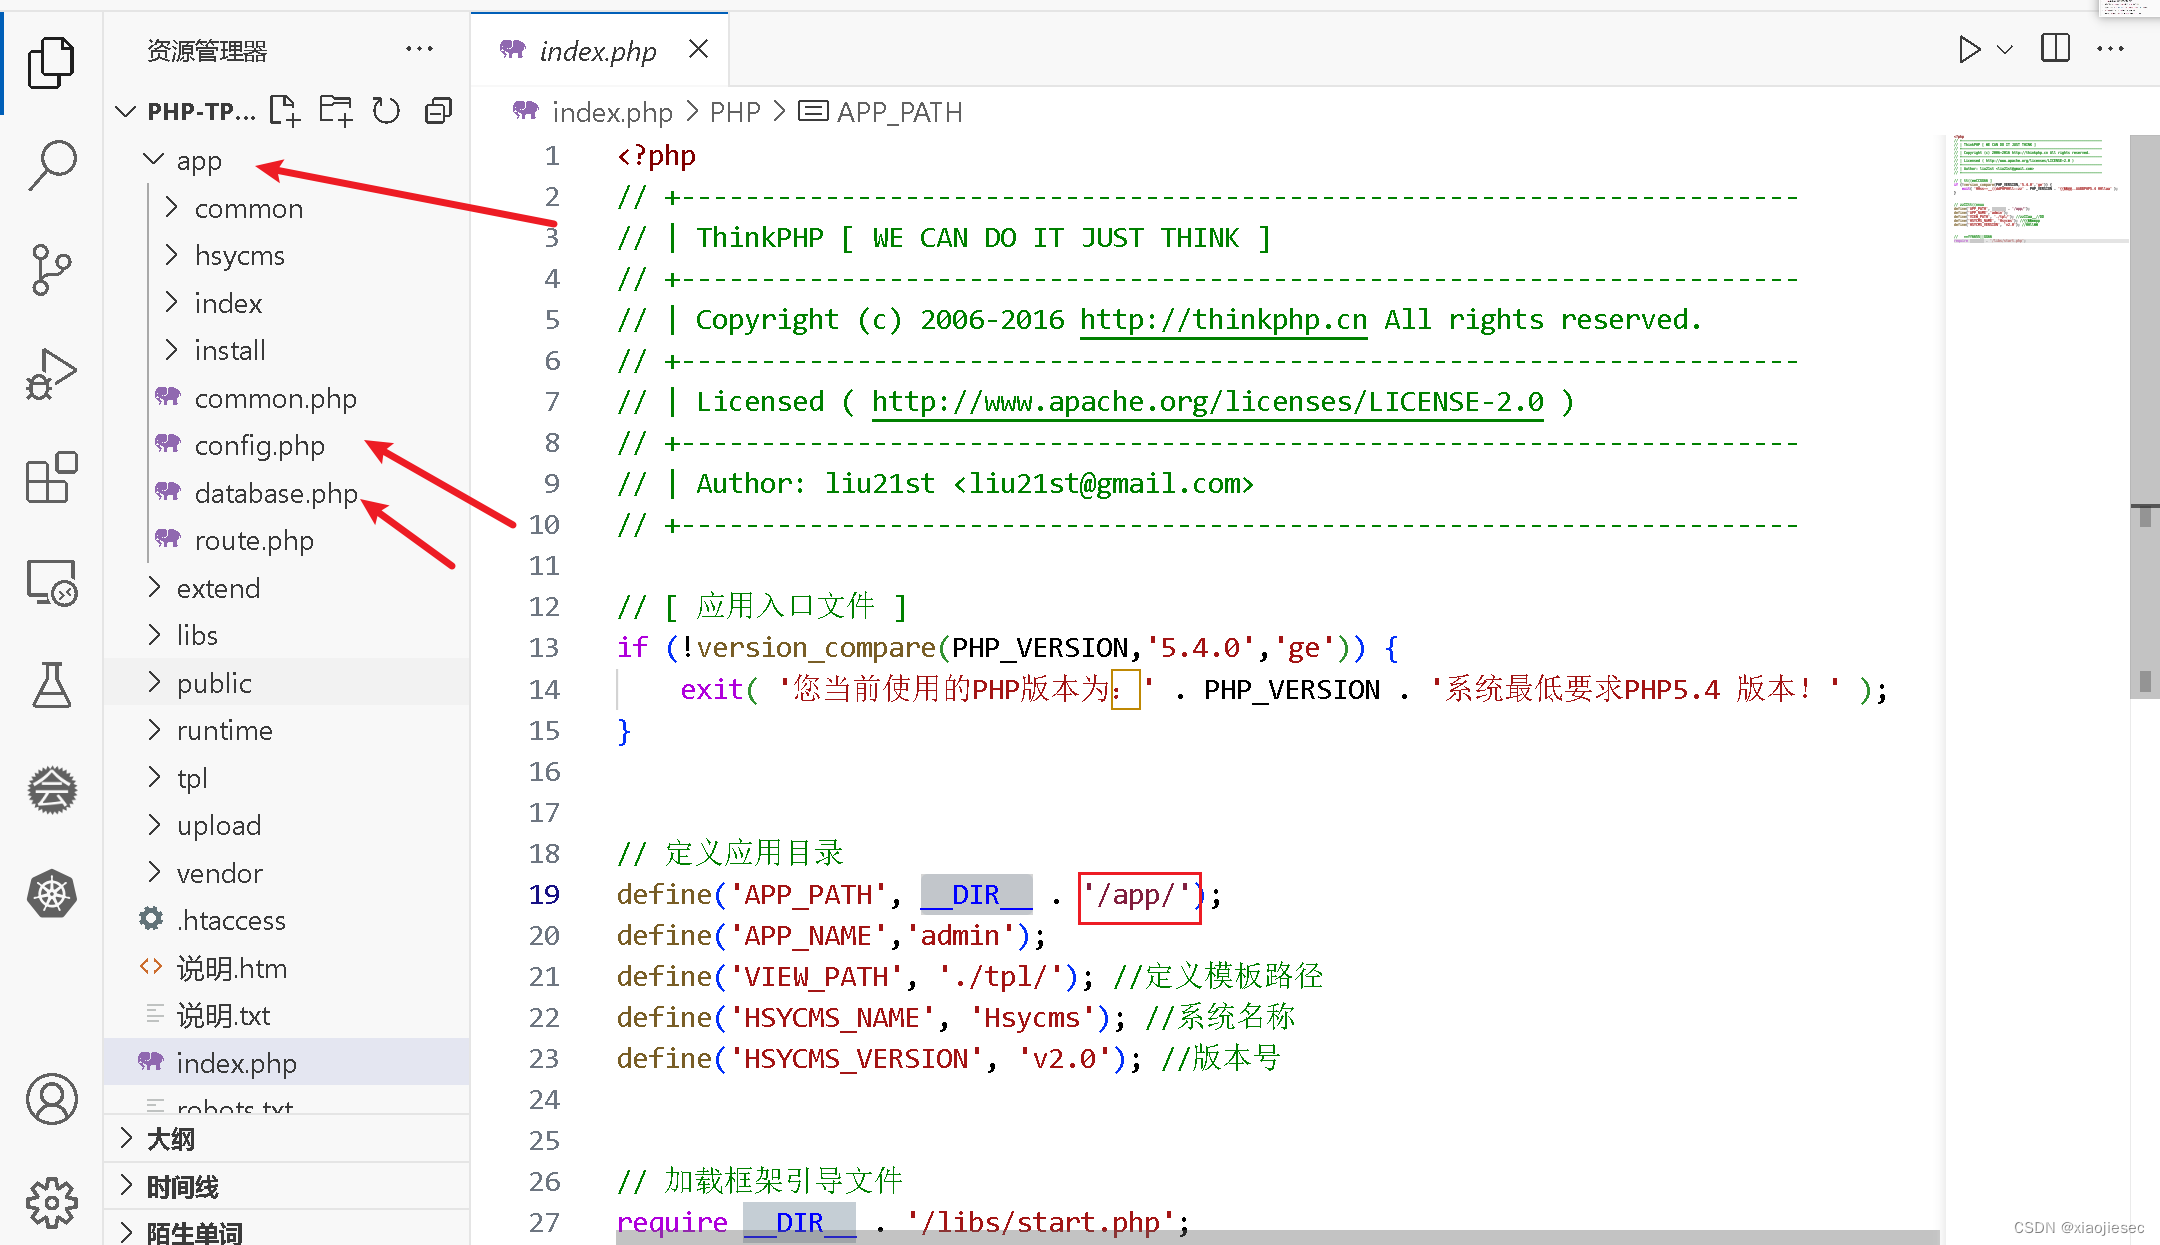 资源管理器
index.php
PHP-TP...
index.php > PHP > APP_PATH
app
common
hsycms
index
install
common.php
config.php
database.php
route.php
extend
libs
public
runtime
tpl
upload
vendor
.htaccess
说明.htm
说明.txt
index.php
robots.txt
大纲
时间线
陌生单词
1 <?php
2 // +----------------------------------------------------------------------
3 // | ThinkPHP [ WE CAN DO IT JUST THINK ]
4 // +----------------------------------------------------------------------
5 // | Copyright (c) 2006-2016 http://thinkphp.cn All rights reserved.
6 // +----------------------------------------------------------------------
7 // | Licensed ( http://www.apache.org/licenses/LICENSE-2.0 )
8 // +----------------------------------------------------------------------
9 // | Author: liu21st <liu21st@gmail.com>
10 // +----------------------------------------------------------------------
11
12 // [ 应用入口文件 ]
13 if (!version_compare(PHP_VERSION,'5.4.0','ge')) {
14 exit( '您当前使用的PHP版本为：' . PHP_VERSION . '系统最低要求PHP5.4 版本！' );
15 }
16
17
18 // 定义应用目录
19 define('APP_PATH', __DIR__ . '/app/');
20 define('APP_NAME','admin');
21 define('VIEW_PATH', './tpl/'); //定义模板路径
22 define('HSYCMS_NAME', 'Hsycms'); //系统名称
23 define('HSYCMS_VERSION', 'v2.0'); //版本号
24
25
26 // 加载框架引导文件
27 require __DIR__ . '/libs/start.php';
CSDN @xiaojiesec